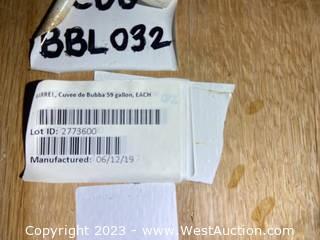 BBL032
BARREL, Cuvee de Bubba 59 gallon, EACH
Lot ID: 2773600
Manufactured: 06/12/19
Copyright © 2023 - www.WestAuction.com